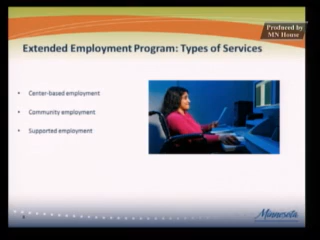 Produced by
MN House
Extended Employment Program: Types of Services
• Center-based employment
• Community employment
• Supported employment
Minnesota